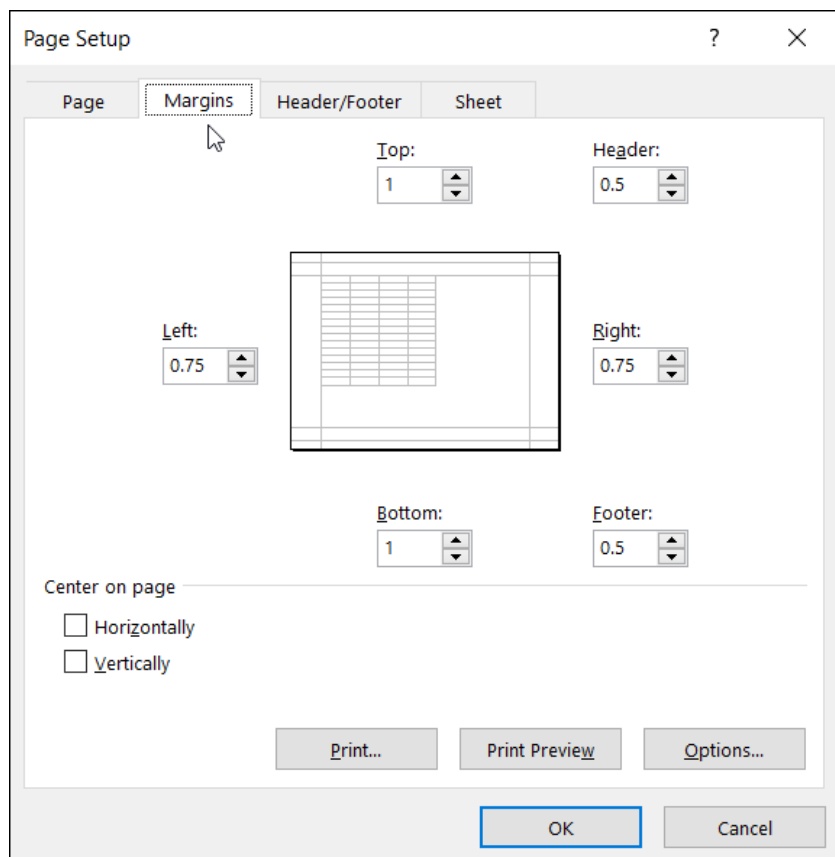 Page Setup ?
Page Margins Header/Footer Sheet
Top: Header:
1 0.5
Left: Right:
0.75 0.75
Bottom: Footer:
1 0.5
Center on page
Horizontally
Vertically
Print... Print Preview Options...
OK Cancel